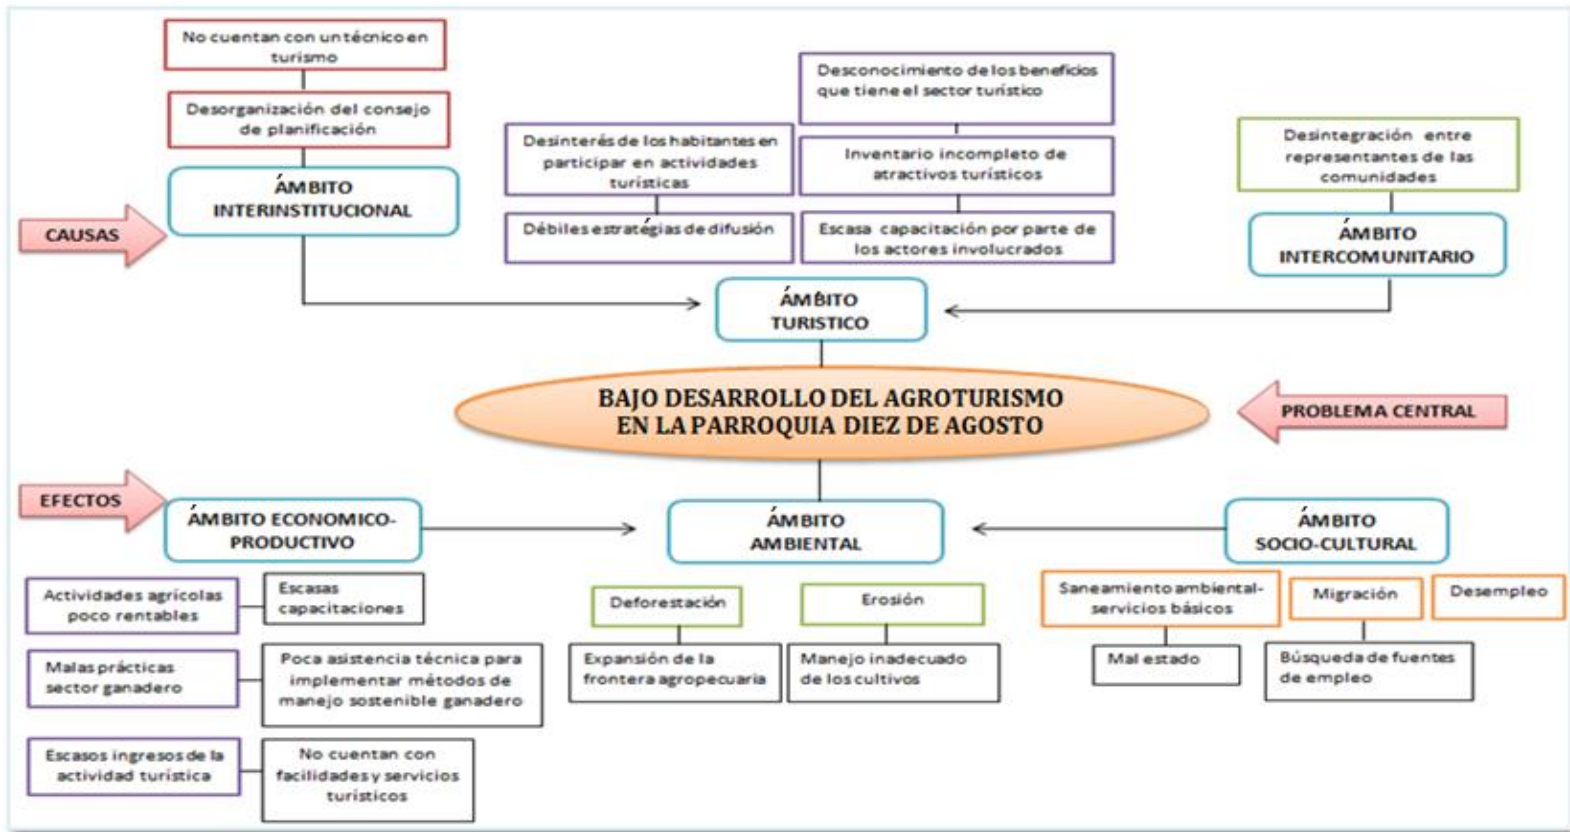 No cuentan con un técnico en
turismo
Desorganización del consejo
de planificación
ÁMBITO
INTERINSTITUCIONAL
CAUSAS
Desinterés de los habitantes en
participar en actividades
turísticas
Débiles estratégias de difusión
Desconocimiento de los beneficios
que tiene el sector turístico
Inventario incompleto de
atractivos turísticos
Escasa capacitación por parte de
los actores involucrados
Desintegración entre
representantes de las
comunidades
ÁMBITO
INTERCOMUNITARIO
ÁMBITO
TURISTICO
BAJO DESARROLLO DEL AGROTURISMO
EN LA PARROQUIA DIEZ DE AGOSTO
PROBLEMA CENTRAL
EFECTOS
ÁMBITO ECONOMICO-
PRODUCTIVO
ÁMBITO
AMBIENTAL
ÁMBITO
SOCIO-CULTURAL
Actividades agrícolas
poco rentables
Escasas
capacitaciones
Malas prácticas
sector ganadero
Poca asistencia técnica para
implementar métodos de
manejo sostenible ganadero
Escasos ingresos de la
actividad turística
No cuentan con
facilidades y servicios
turísticos
Deforestación
Expansión de la
frontera agropecuaria
Erosión
Manejo inadecuado
de los cultivos
Saneamiento ambiental-
servicios básicos
Mal estado
Migración
Búsqueda de fuentes
de empleo
Desempleo